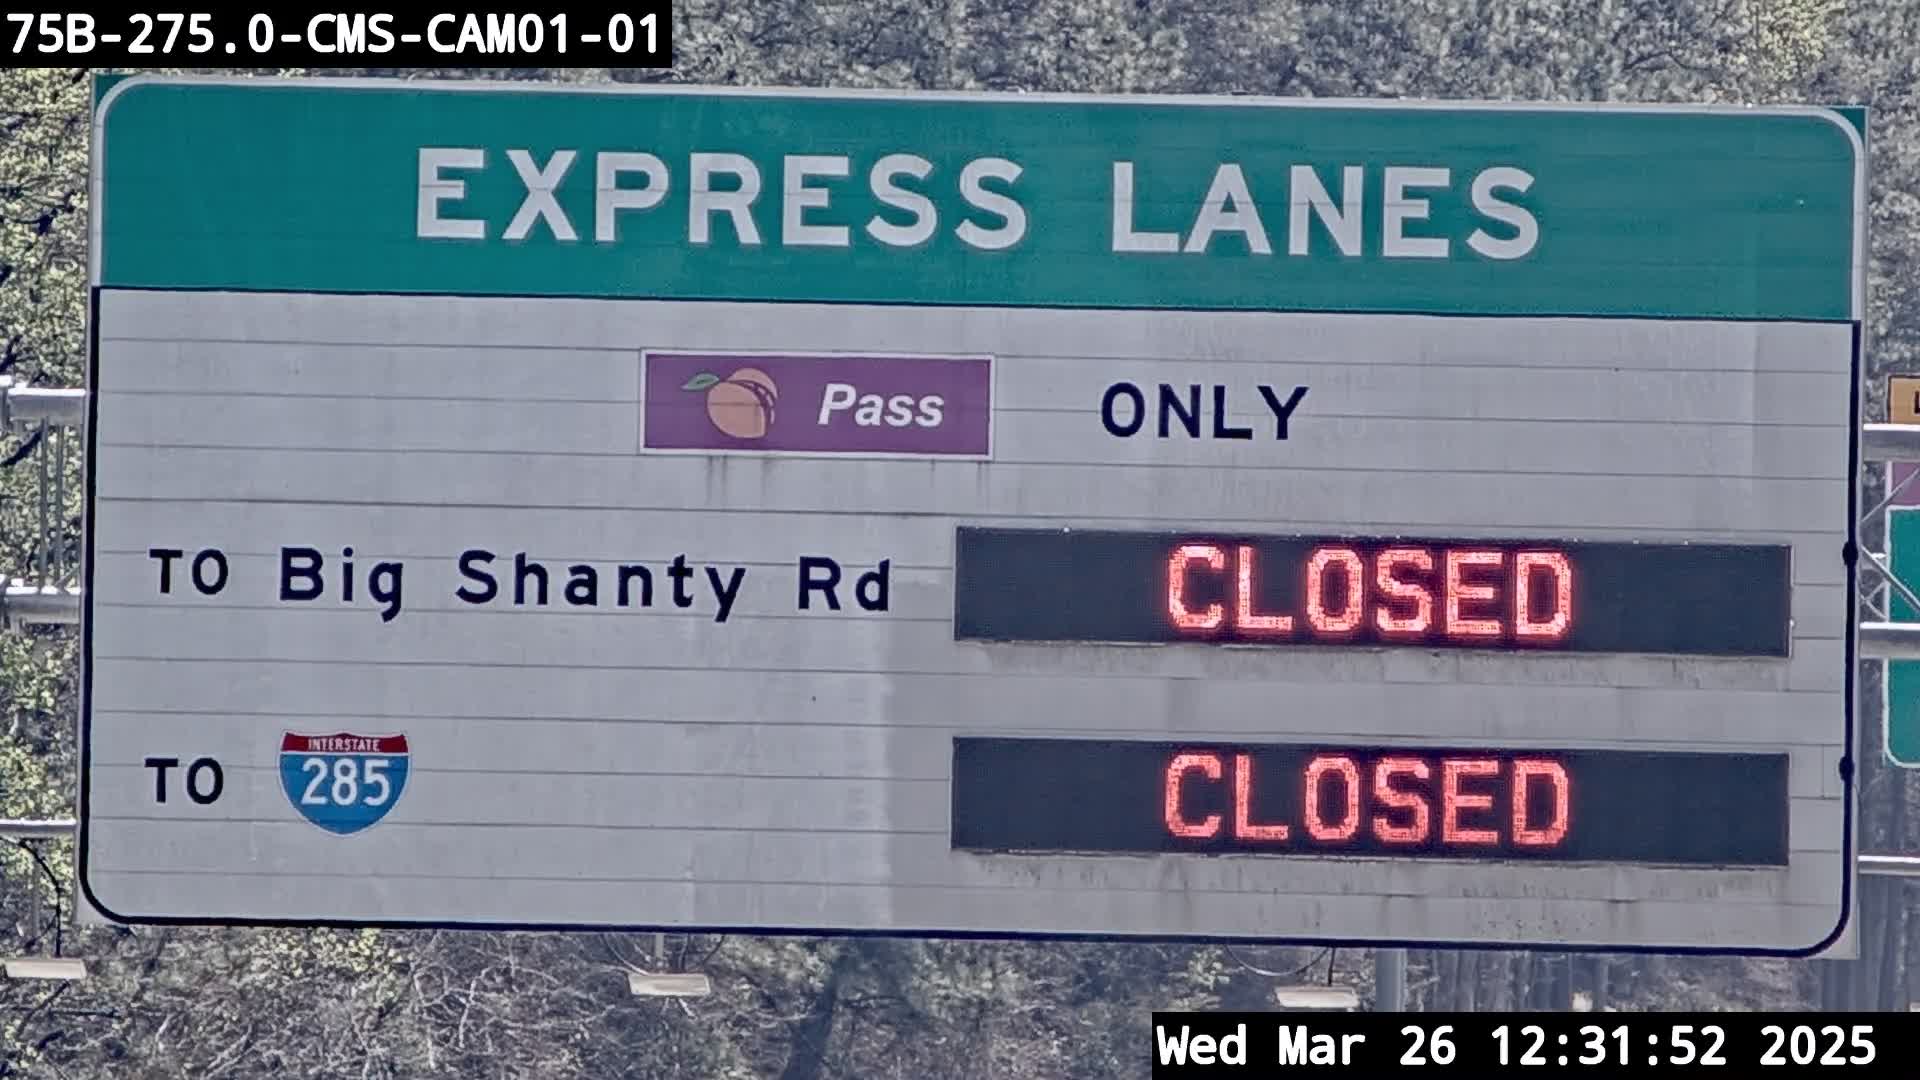 75B-275.0-CMS-CAM01-01
EXPRESS LANES
Pass ONLY
TO Big Shanty Rd CLOSED
TO INTERSTATE 285 CLOSED
Wed Mar 26 12:31:52 2025